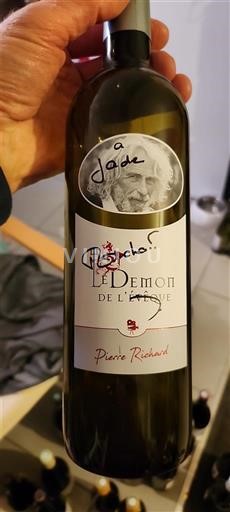 a
Jade
LE DEMON
DE L'ÉVÊQUE
Pierre Richard